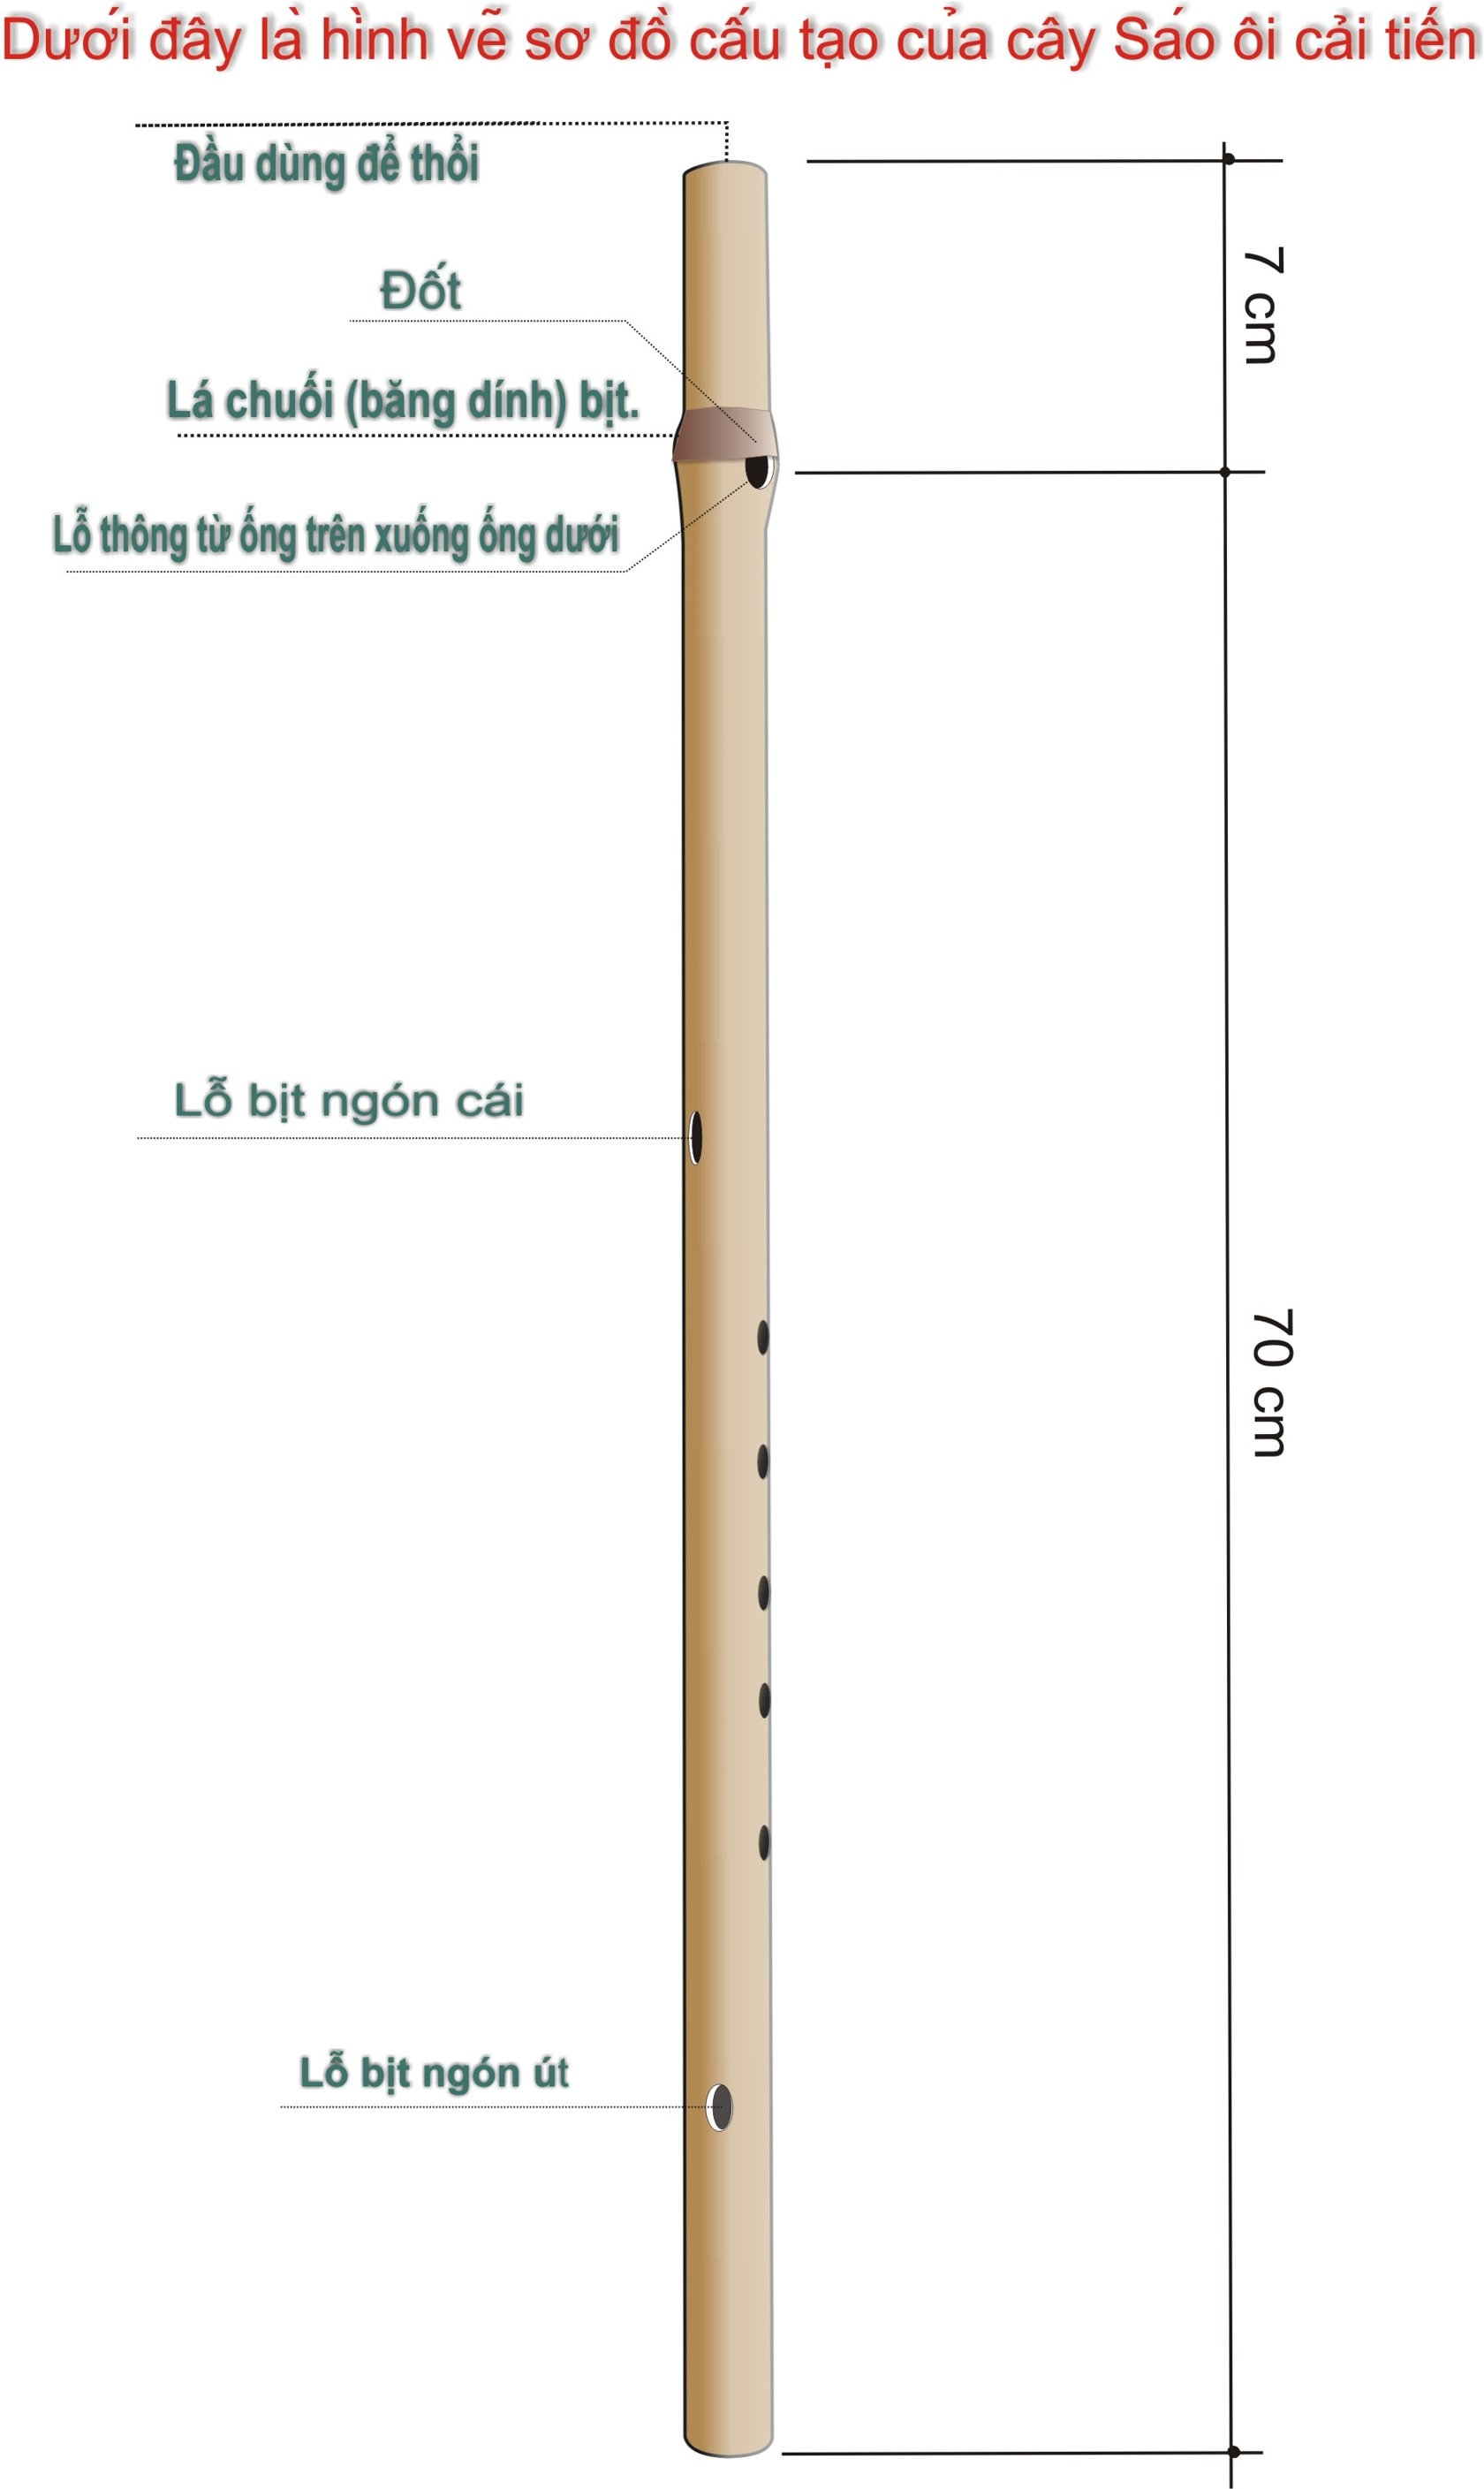 Dưới đây là hình vẽ sơ đồ cấu tạo của cây Sáo ôi cải tiến
Đầu dùng để thổi
7 cm
Đốt
Lá chuối (băng dính) bịt.
Lỗ thông từ ống trên xuống ống dưới
Lỗ bịt ngón cái
70 cm
Lỗ bịt ngón út